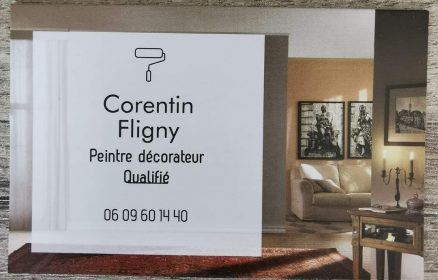 Corentin
Fligny
Peintre décorateur
Qualifié
06 09 60 14 40